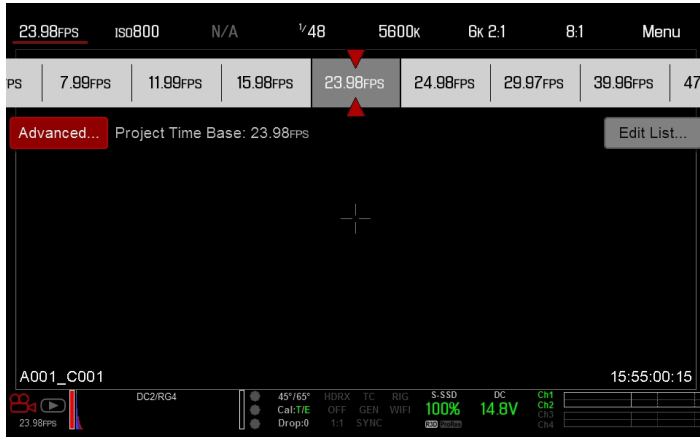 23.98FPS ISO800 N/A 1/48 5600K 6K 2:1 8:1 Menu
PS 7.99FPS 11.99FPS 15.98FPS 23.98FPS 24.98FPS 29.97FPS 39.96FPS 47
Advanced... Project Time Base: 23.98FPS Edit List...
A001_C001 15:55:00:15
DC2/RG4 45°/65° HDRX TC RIG S-SSD DC Ch1
Cal:T/E OFF GEN WIFI 100% 14.8V Ch2
Ch3
23.98FPS Drop:0 1:1 SYNC R3D ProRes Ch4